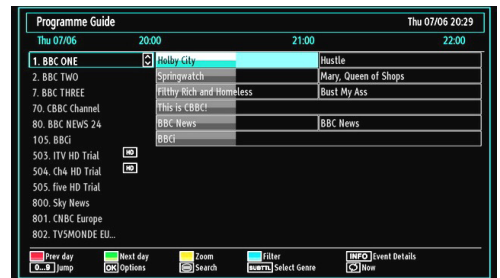 Programme Guide Thu 07/06 20:29
Thu 07/06 20:00 21:00 22:00
1. BBC ONE Holby City Hustle
2. BBC TWO Springwatch Mary, Queen of Shops
7. BBC THREE Filthy Rich and Homeless Bust My Ass
70. CBBC Channel This is CBBC!
80. BBC NEWS 24 BBC News BBC News
105. BBCi BBCi
503. ITV HD Trial HD
504. Ch4 HD Trial HD
505. five HD Trial
800. Sky News
801. CNBC Europe
802. TV5MONDE EU...
Prev day Next day Zoom Filter INFO Event Details
0...9 Jump OK Options Search SUBTTL Select Genre Now